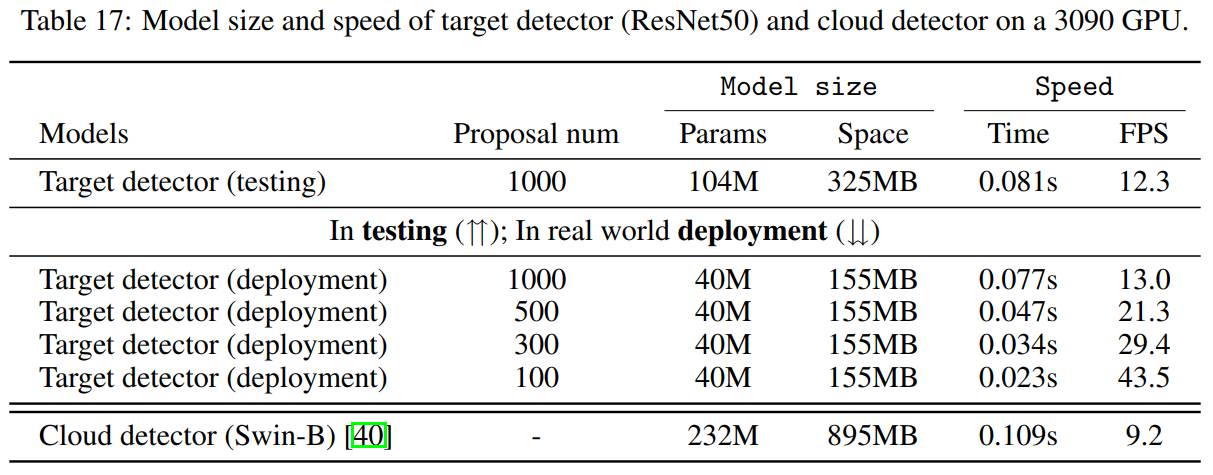 Table 17: Model size and speed of target detector (ResNet50) and cloud detector on a 3090 GPU.
Model size Speed
Models Proposal num Params Space Time FPS
Target detector (testing) 1000 104M 325MB 0.081s 12.3
In testing (⇈); In real world deployment (⇊)
Target detector (deployment) 1000 40M 155MB 0.077s 13.0
Target detector (deployment) 500 40M 155MB 0.047s 21.3
Target detector (deployment) 300 40M 155MB 0.034s 29.4
Target detector (deployment) 100 40M 155MB 0.023s 43.5
Cloud detector (Swin-B) [40] - 232M 895MB 0.109s 9.2